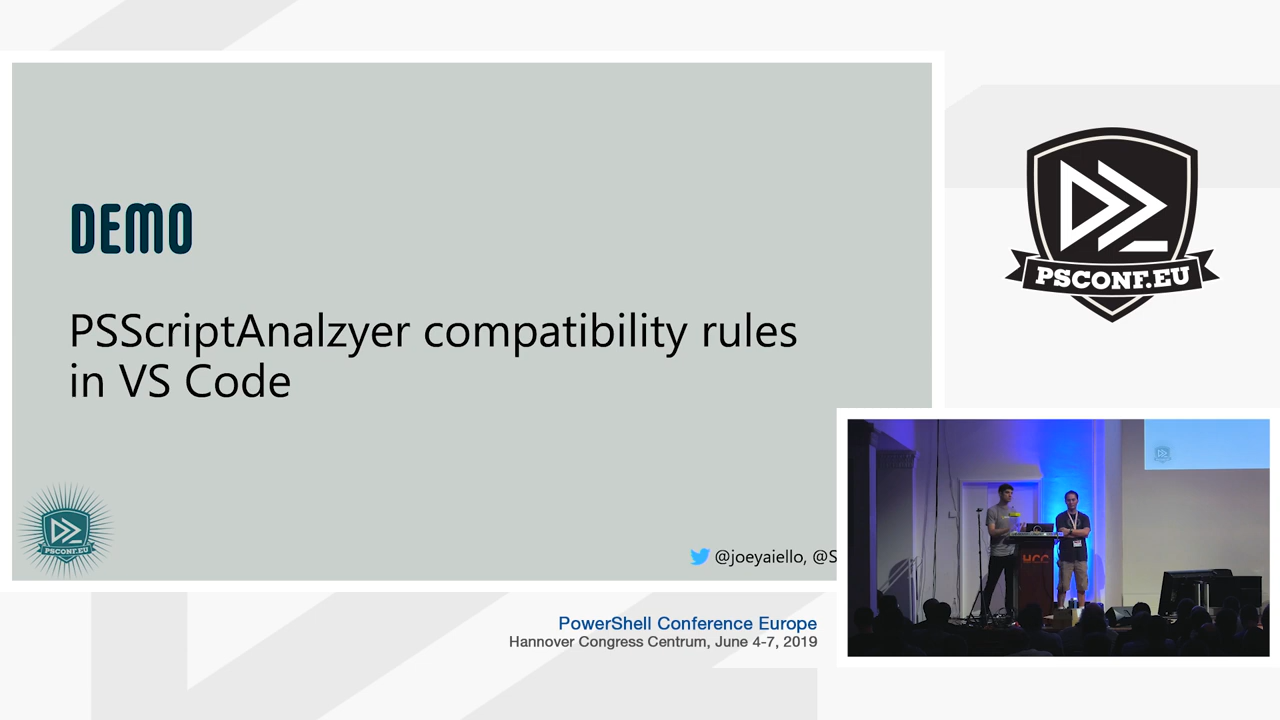 DEMO
PSScriptAnalzyer compatibility rules
in VS Code
PSCONF.EU
@joeyaiello, @S
PSCONF.EU
HCC
PowerShell Conference Europe
Hannover Congress Centrum, June 4-7, 2019